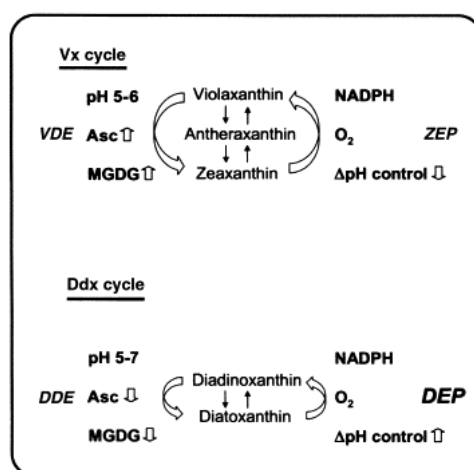 Vx cycle
pH 5-6 Violaxanthin NADPH
VDE Asc⇧ Antheraxanthin O₂ ZEP
MGDG⇧ Zeaxanthin ΔpH control⇩
Ddx cycle
pH 5-7 NADPH
Diadinoxanthin
DDE Asc⇩ O₂ DEP
Diatoxanthin
MGDG⇩ ΔpH control⇧